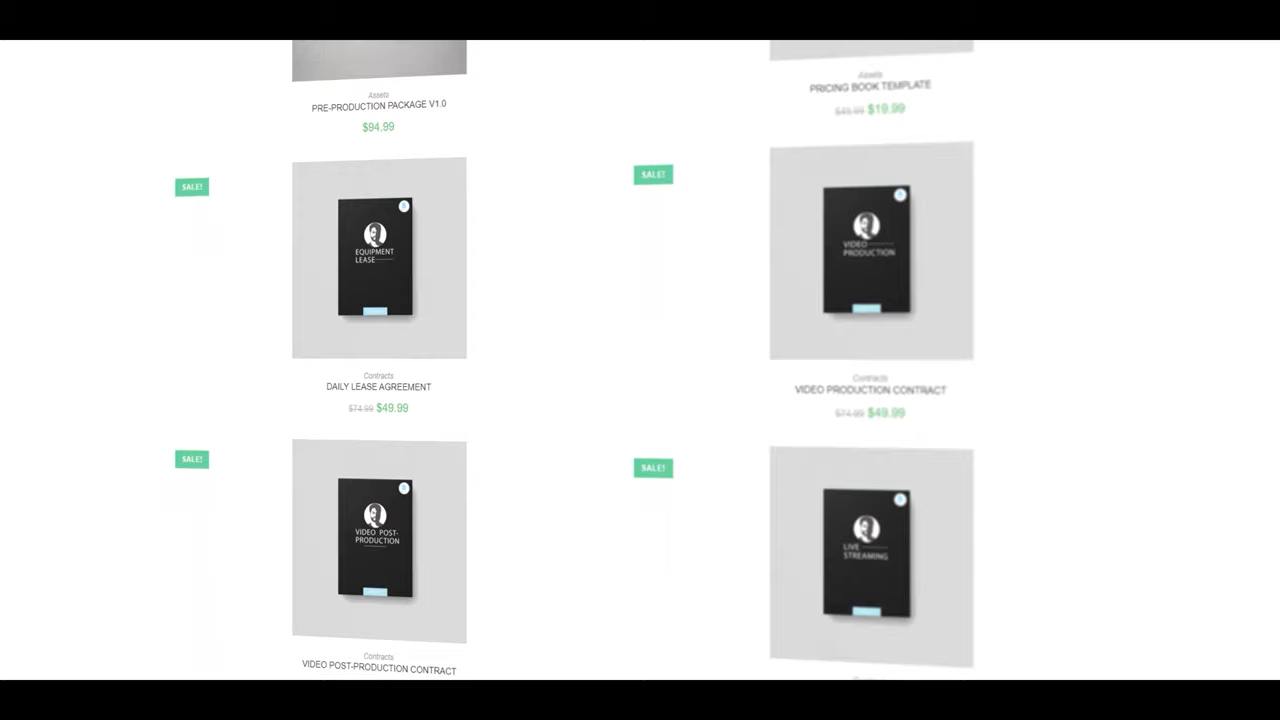 Assets
PRE-PRODUCTION PACKAGE V1.0
$94.99
Assets
PRICING BOOK TEMPLATE
$49.99 $19.99
SALE!
EQUIPMENT
LEASE
Contracts
DAILY LEASE AGREEMENT
$74.99 $49.99
SALE!
VIDEO
PRODUCTION
Contracts
VIDEO PRODUCTION CONTRACT
$74.99 $49.99
SALE!
VIDEO POST-
PRODUCTION
Contracts
VIDEO POST-PRODUCTION CONTRACT
SALE!
LIVE
STREAMING